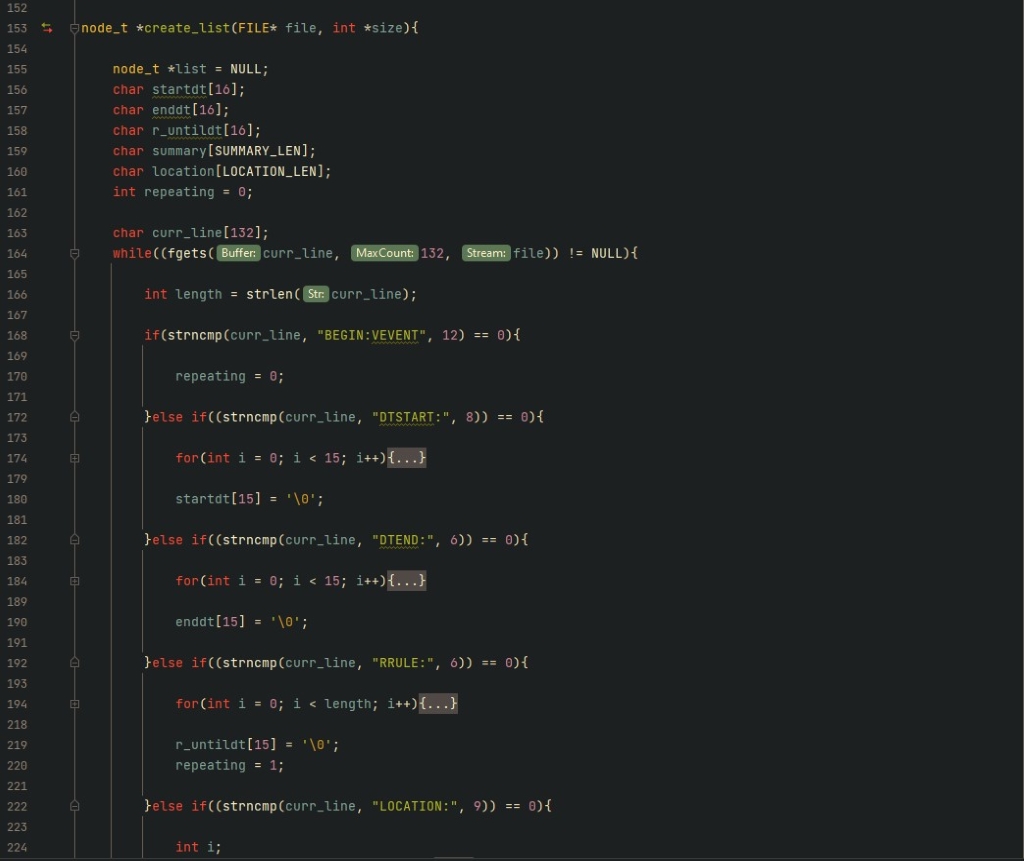 152
153 node_t *create_list(FILE* file, int *size){
154
155 node_t *list = NULL;
156 char startdt[16];
157 char enddt[16];
158 char r_untildt[16];
159 char summary[SUMMARY_LEN];
160 char location[LOCATION_LEN];
161 int repeating = 0;
162
163 char curr_line[132];
164 while((fgets( Buffer: curr_line, MaxCount: 132, Stream: file)) != NULL){
165
166 int length = strlen( Str: curr_line);
167
168 if(strncmp(curr_line, "BEGIN:VEVENT", 12) == 0){
169
170 repeating = 0;
171
172 }else if((strncmp(curr_line, "DTSTART:", 8)) == 0){
173
174 for(int i = 0; i < 15; i++){...}
179
180 startdt[15] = '\0';
181
182 }else if((strncmp(curr_line, "DTEND:", 6)) == 0){
183
184 for(int i = 0; i < 15; i++){...}
189
190 enddt[15] = '\0';
191
192 }else if((strncmp(curr_line, "RRULE:", 6)) == 0){
193
194 for(int i = 0; i < length; i++){...}
218
219 r_untildt[15] = '\0';
220 repeating = 1;
221
222 }else if((strncmp(curr_line, "LOCATION:", 9)) == 0){
223
224 int i;